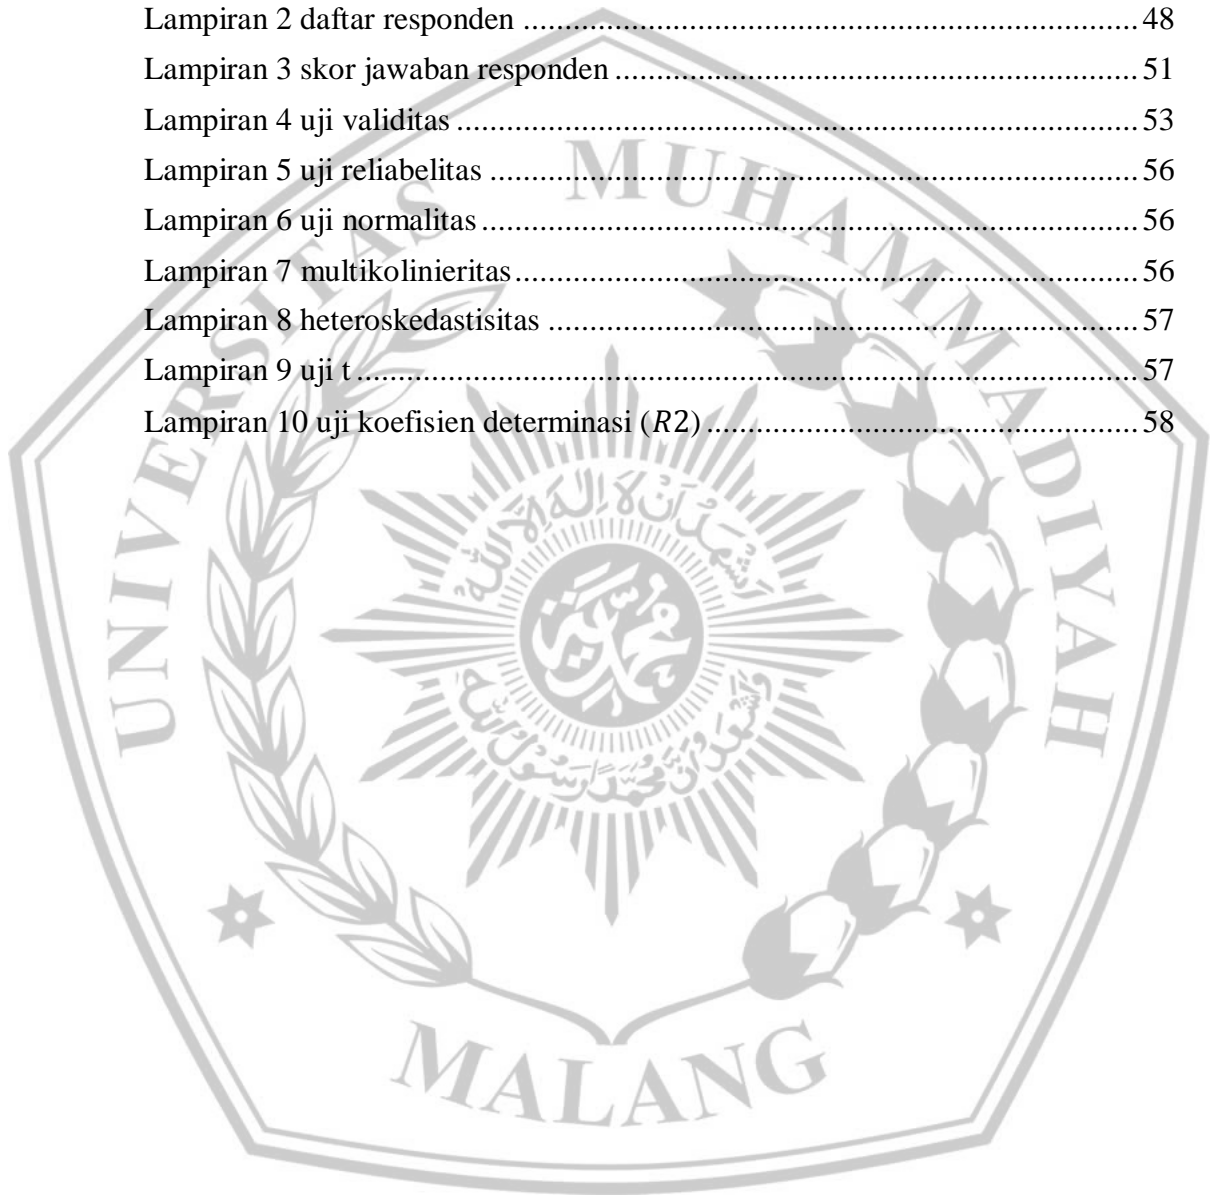 Lampiran 2 daftar responden ........................................................................ 48
Lampiran 3 skor jawaban responden ............................................................. 51
Lampiran 4 uji validitas ................................................................................ 53
Lampiran 5 uji reliabelitas ............................................................................ 56
Lampiran 6 uji normalitas ............................................................................. 56
Lampiran 7 multikolinieritas ......................................................................... 56
Lampiran 8 heteroskedastisitas ..................................................................... 57
Lampiran 9 uji t ............................................................................................ 57
Lampiran 10 uji koefisien determinasi (R2) .................................................. 58
UNIVERSITAS MUHAMMADIYAH
MALANG